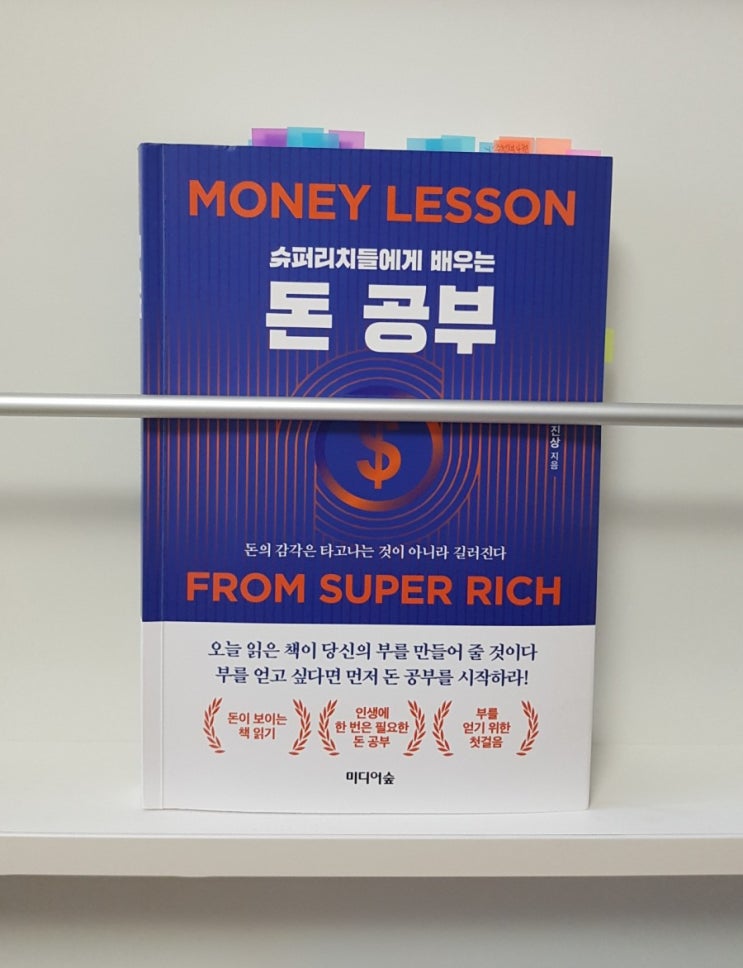 MONEY LESSON
슈퍼리치들에게 배우는
돈 공부
$
진상 지음
돈의 감각은 타고나는 것이 아니라 길러진다
FROM SUPER RICH
오늘 읽은 책이 당신의 부를 만들어 줄 것이다
부를 얻고 싶다면 먼저 돈 공부를 시작하라!
돈이 보이는
책 읽기
인생에
한 번은 필요한
돈 공부
부를
얻기 위한
첫걸음
미디어숲